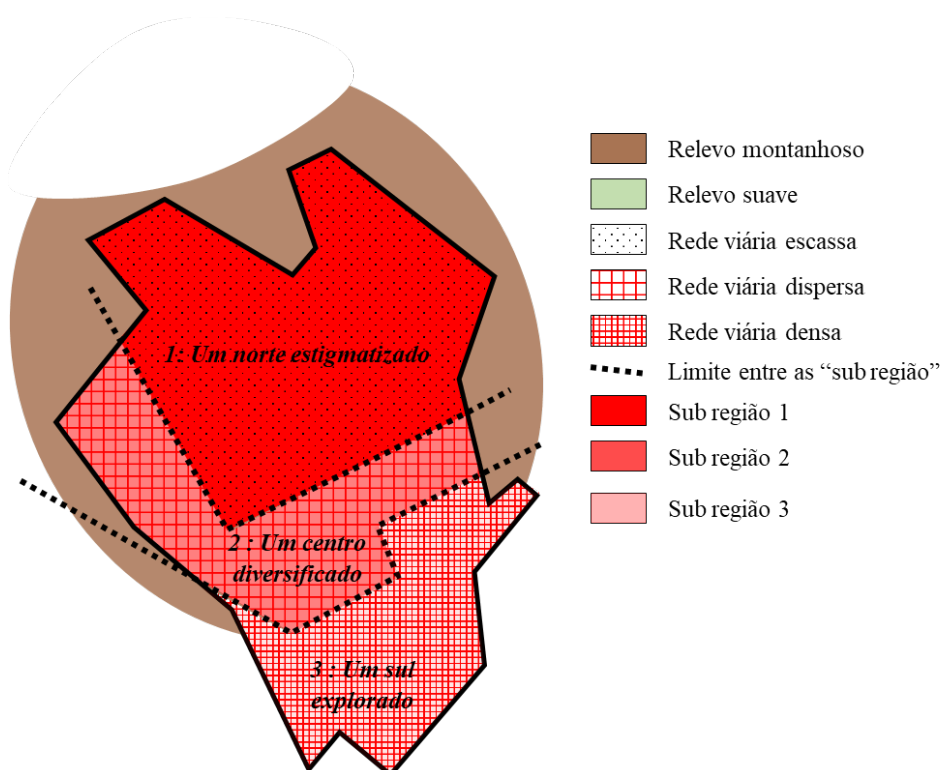 1: Um norte estigmatizado
2 : Um centro
diversificado
3 : Um sul
explorado
Relevo montanhoso
Relevo suave
Rede viária escassa
Rede viária dispersa
Rede viária densa
Limite entre as “sub região”
Sub região 1
Sub região 2
Sub região 3